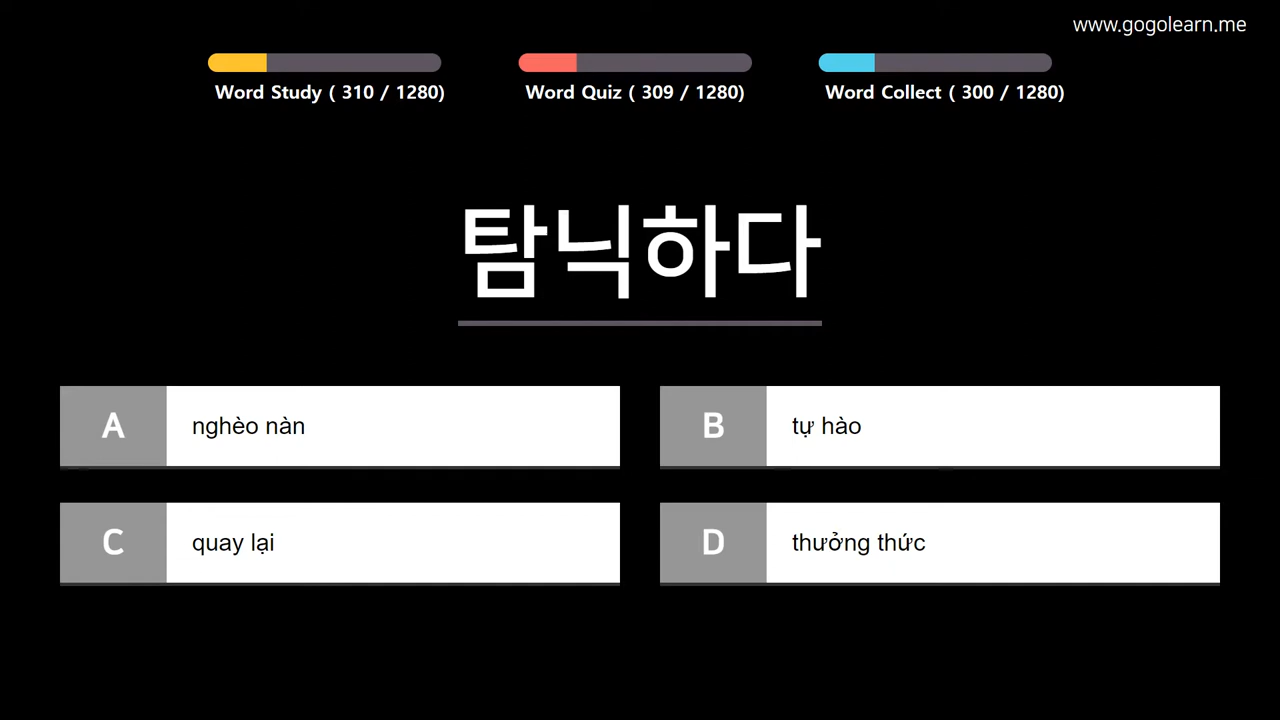 www.gogolearn.me
Word Study ( 310 / 1280)
Word Quiz ( 309 / 1280)
Word Collect ( 300 / 1280)
탐닉하다
A nghèo nàn
B tự hào
C quay lại
D thưởng thức